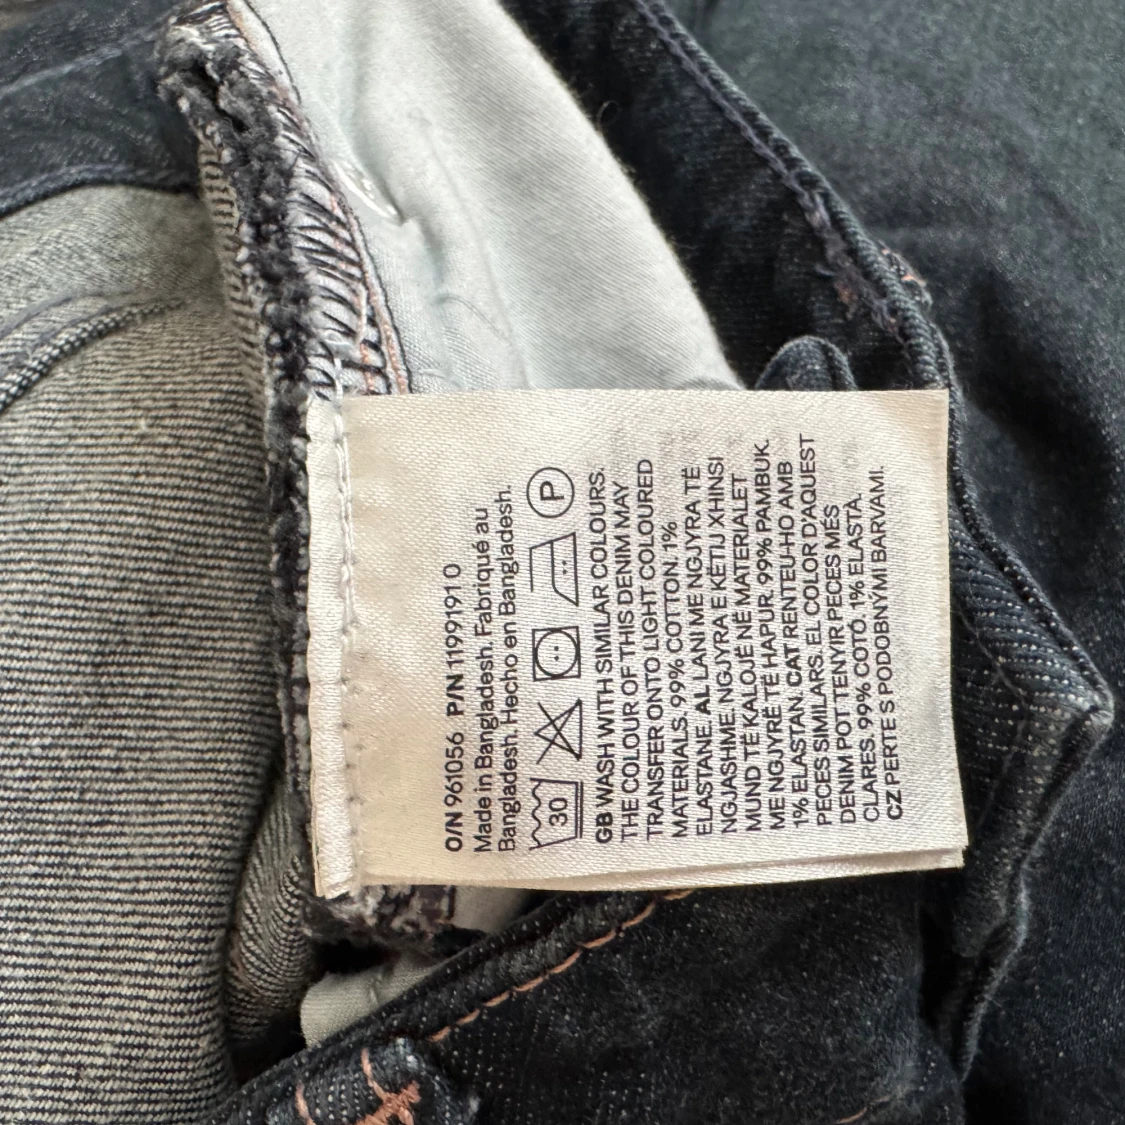 O/N 961056 P/N 1199191 0
Made in Bangladesh. Fabriqué au
Bangladesh. Hecho en Bangladesh.
30 P
GB WASH WITH SIMILAR COLOURS.
THE COLOUR OF THIS DENIM MAY
TRANSFER ONTO LIGHT COLOURED
MATERIALS. 99% COTTON. 1%
ELASTANE. AL LANI ME NGJYRA TË
NGJASHME. NGJYRA E KËTIJ XHINSI
MUND TË KALOJË NË MATERIALET
ME NGJYRË TË HAPUR. 99% PAMBUK.
1% ELASTAN. CAT RENTEU-HO AMB
PECES SIMILARS. EL COLOR D'AQUEST
DENIM POT TENYIR PECES MÉS
CLARES. 99% COTÓ. 1% ELASTÀ.
CZ PERTE S PODOBNÝMI BARVAMI.